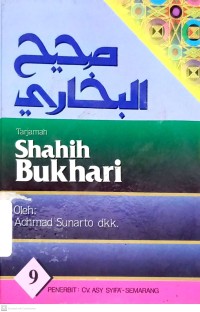 صحيح
البخاري
Tarjamah
Shahih
Bukhari
Oleh:
Achmad Sunarto dkk.
9
PENERBIT : CV. ASY SYIFA' - SEMARANG